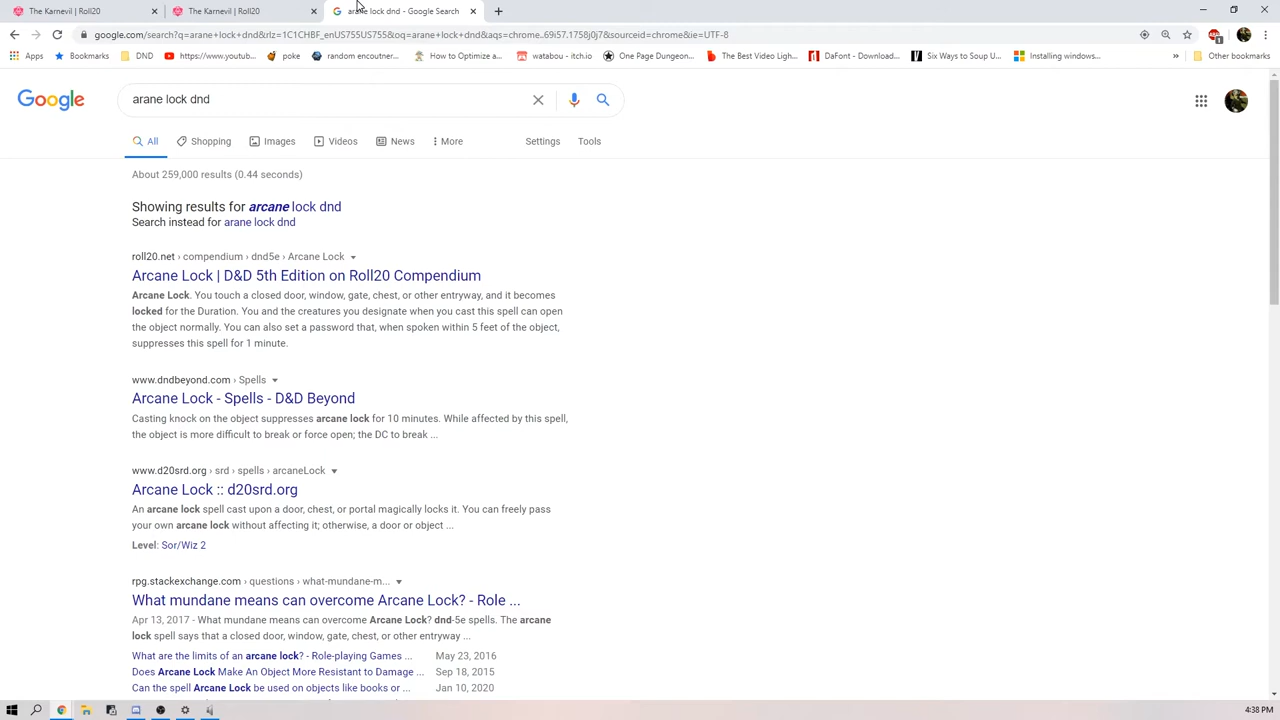 The Karnevil | Roll20
The Karnevil | Roll20
arane lock dnd - Google Search
google.com/search?q=arane+lock+dnd&rlz=1C1CHBF_enUS755US755&oq=arane+lock+dnd&aqs=chrome..69i57.1758j0j7&sourceid=chrome&ie=UTF-8
Apps
Bookmarks
DND
https://www.youtub...
poke
random encoutner...
How to Optimize a...
watabou - itch.io
One Page Dungeon...
The Best Video Ligh...
DaFont - Downloa...
Six Ways to Soup U...
Installing windows...
»
Other bookmarks
Google
arane lock dnd
All
Shopping
Images
Videos
News
More
Settings
Tools
About 259,000 results (0.44 seconds)
Showing results for arcane lock dnd
Search instead for arane lock dnd
roll20.net › compendium › dnd5e › Arcane Lock
Arcane Lock | D&D 5th Edition on Roll20 Compendium
Arcane Lock. You touch a closed door, window, gate, chest, or other entryway, and it becomes
locked for the Duration. You and the creatures you designate when you cast this spell can open
the object normally. You can also set a password that, when spoken within 5 feet of the object,
suppresses this spell for 1 minute.
www.dndbeyond.com › Spells
Arcane Lock - Spells - D&D Beyond
Casting knock on the object suppresses arcane lock for 10 minutes. While affected by this spell,
the object is more difficult to break or force open; the DC to break ...
www.d20srd.org › srd › spells › arcaneLock
Arcane Lock :: d20srd.org
An arcane lock spell cast upon a door, chest, or portal magically locks it. You can freely pass
your own arcane lock without affecting it; otherwise, a door or object ...
Level: Sor/Wiz 2
rpg.stackexchange.com › questions › what-mundane-m...
What mundane means can overcome Arcane Lock? - Role ...
Apr 13, 2017 - What mundane means can overcome Arcane Lock? dnd-5e spells. The arcane
lock spell says that a closed door, window, gate, chest, or other entryway ...
What are the limits of an arcane lock? - Role-playing Games ... May 23, 2016
Does Arcane Lock Make An Object More Resistant to Damage ... Sep 18, 2015
Can the spell Arcane Lock be used on objects like books or ... Jan 10, 2020
4:38 PM